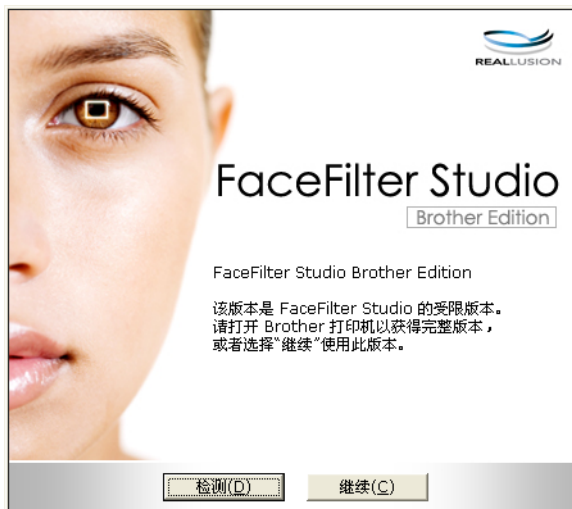 REALLUSION
FaceFilter Studio
Brother Edition
FaceFilter Studio Brother Edition
该版本是 FaceFilter Studio 的受限版本。
请打开 Brother 打印机以获得完整版本，
或者选择“继续”使用此版本。
检测(D)
继续(C)